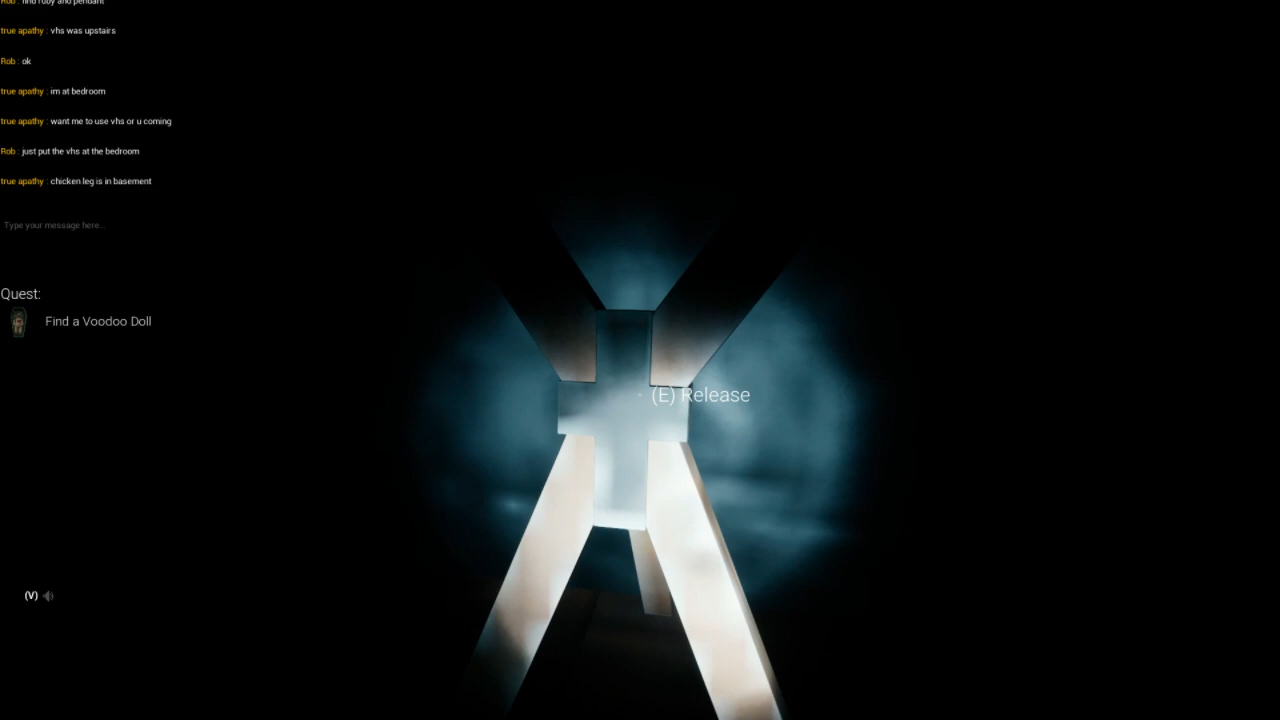 Rob : find ruby and pendant
true apathy : vhs was upstairs
Rob : ok
true apathy : im at bedroom
true apathy : want me to use vhs or u coming
Rob : just put the vhs at the bedroom
true apathy : chicken leg is in basement
Type your message here...
Quest:
Find a Voodoo Doll
(E) Release
(V)